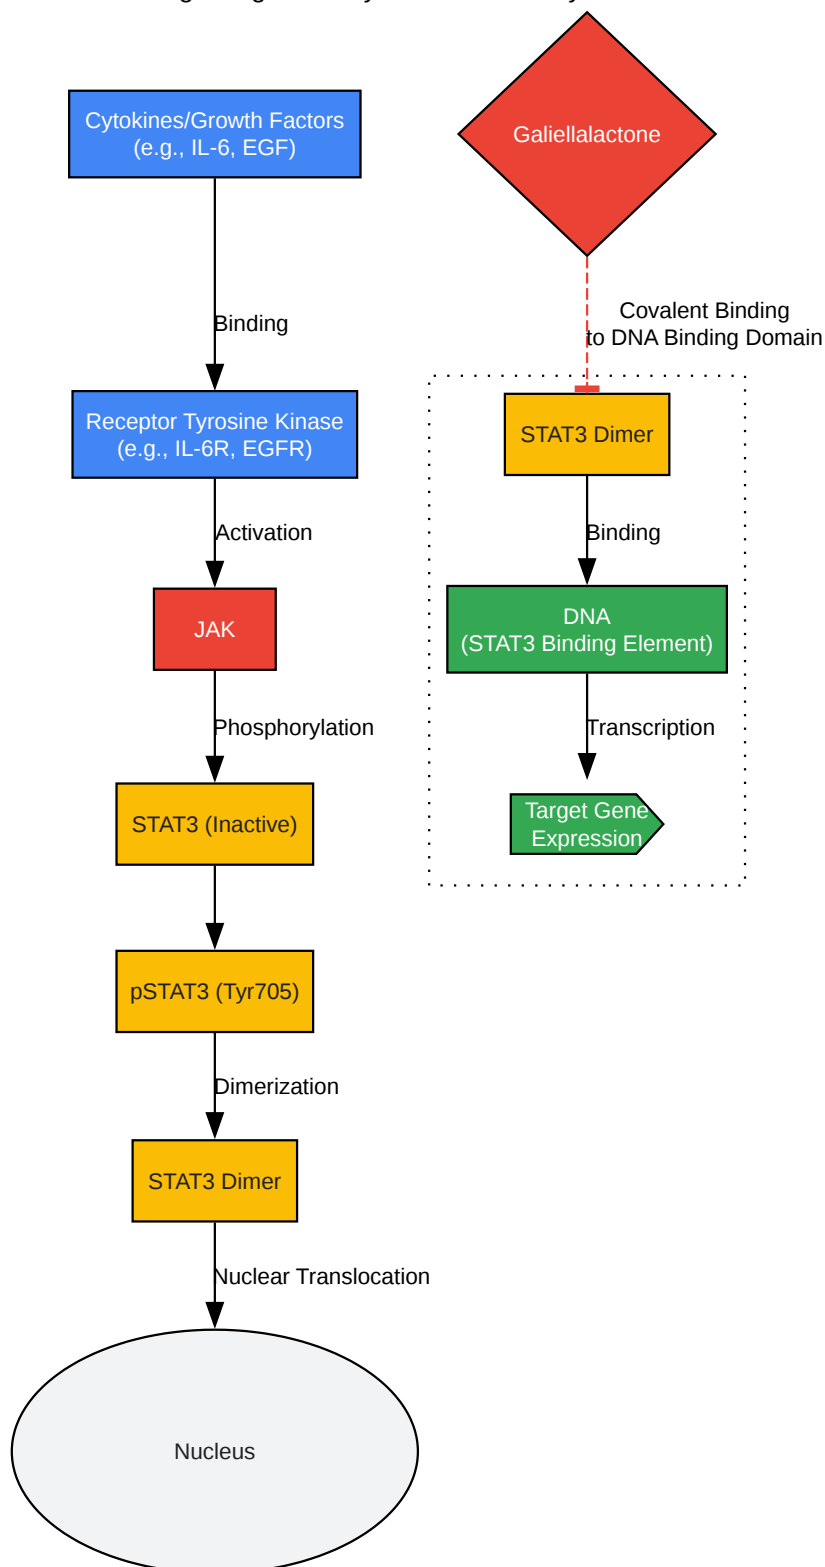 Cytokines/Growth Factors
(e.g., IL-6, EGF)
Binding
Receptor Tyrosine Kinase
(e.g., IL-6R, EGFR)
Activation
JAK
Phosphorylation
STAT3 (Inactive)
pSTAT3 (Tyr705)
Dimerization
STAT3 Dimer
Nuclear Translocation
Nucleus
Galiellalactone
Covalent Binding
to DNA Binding Domain
STAT3 Dimer
Binding
DNA
(STAT3 Binding Element)
Transcription
Target Gene
Expression